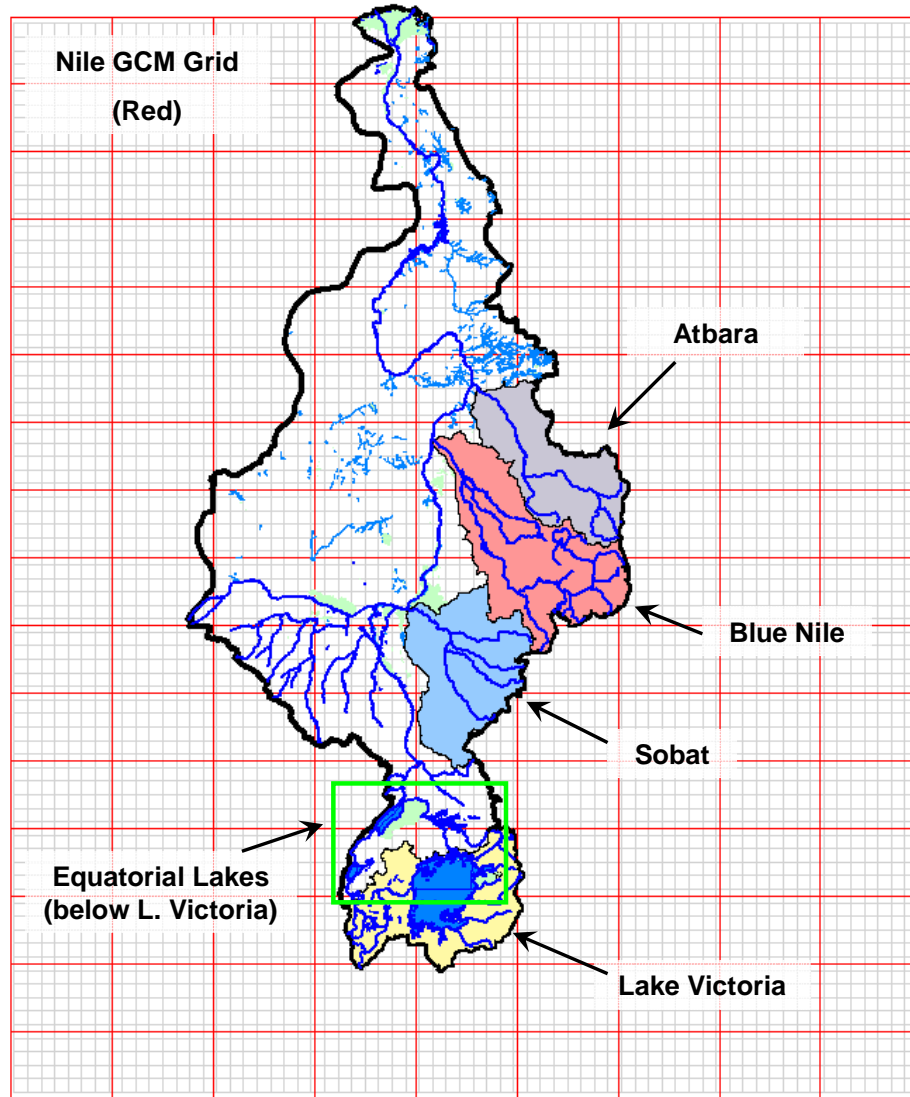 Nile GCM Grid
(Red)
Atbara
Blue Nile
Sobat
Equatorial Lakes
(below L. Victoria)
Lake Victoria